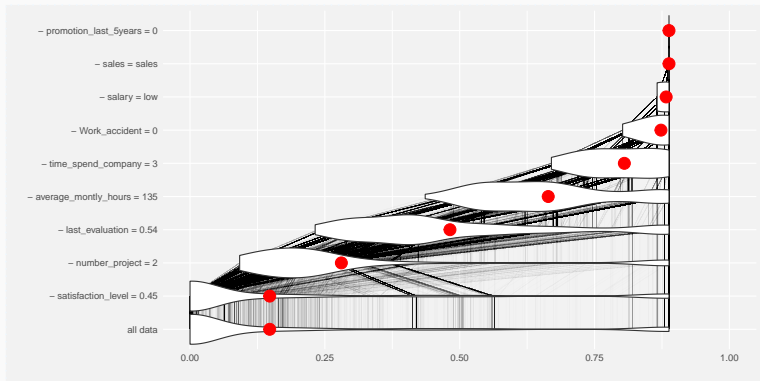 – promotion_last_5years = 0
– sales = sales
– salary = low
– Work_accident = 0
– time_spend_company = 3
– average_montly_hours = 135
– last_evaluation = 0.54
– number_project = 2
– satisfaction_level = 0.45
all data
0.00 0.25 0.50 0.75 1.00